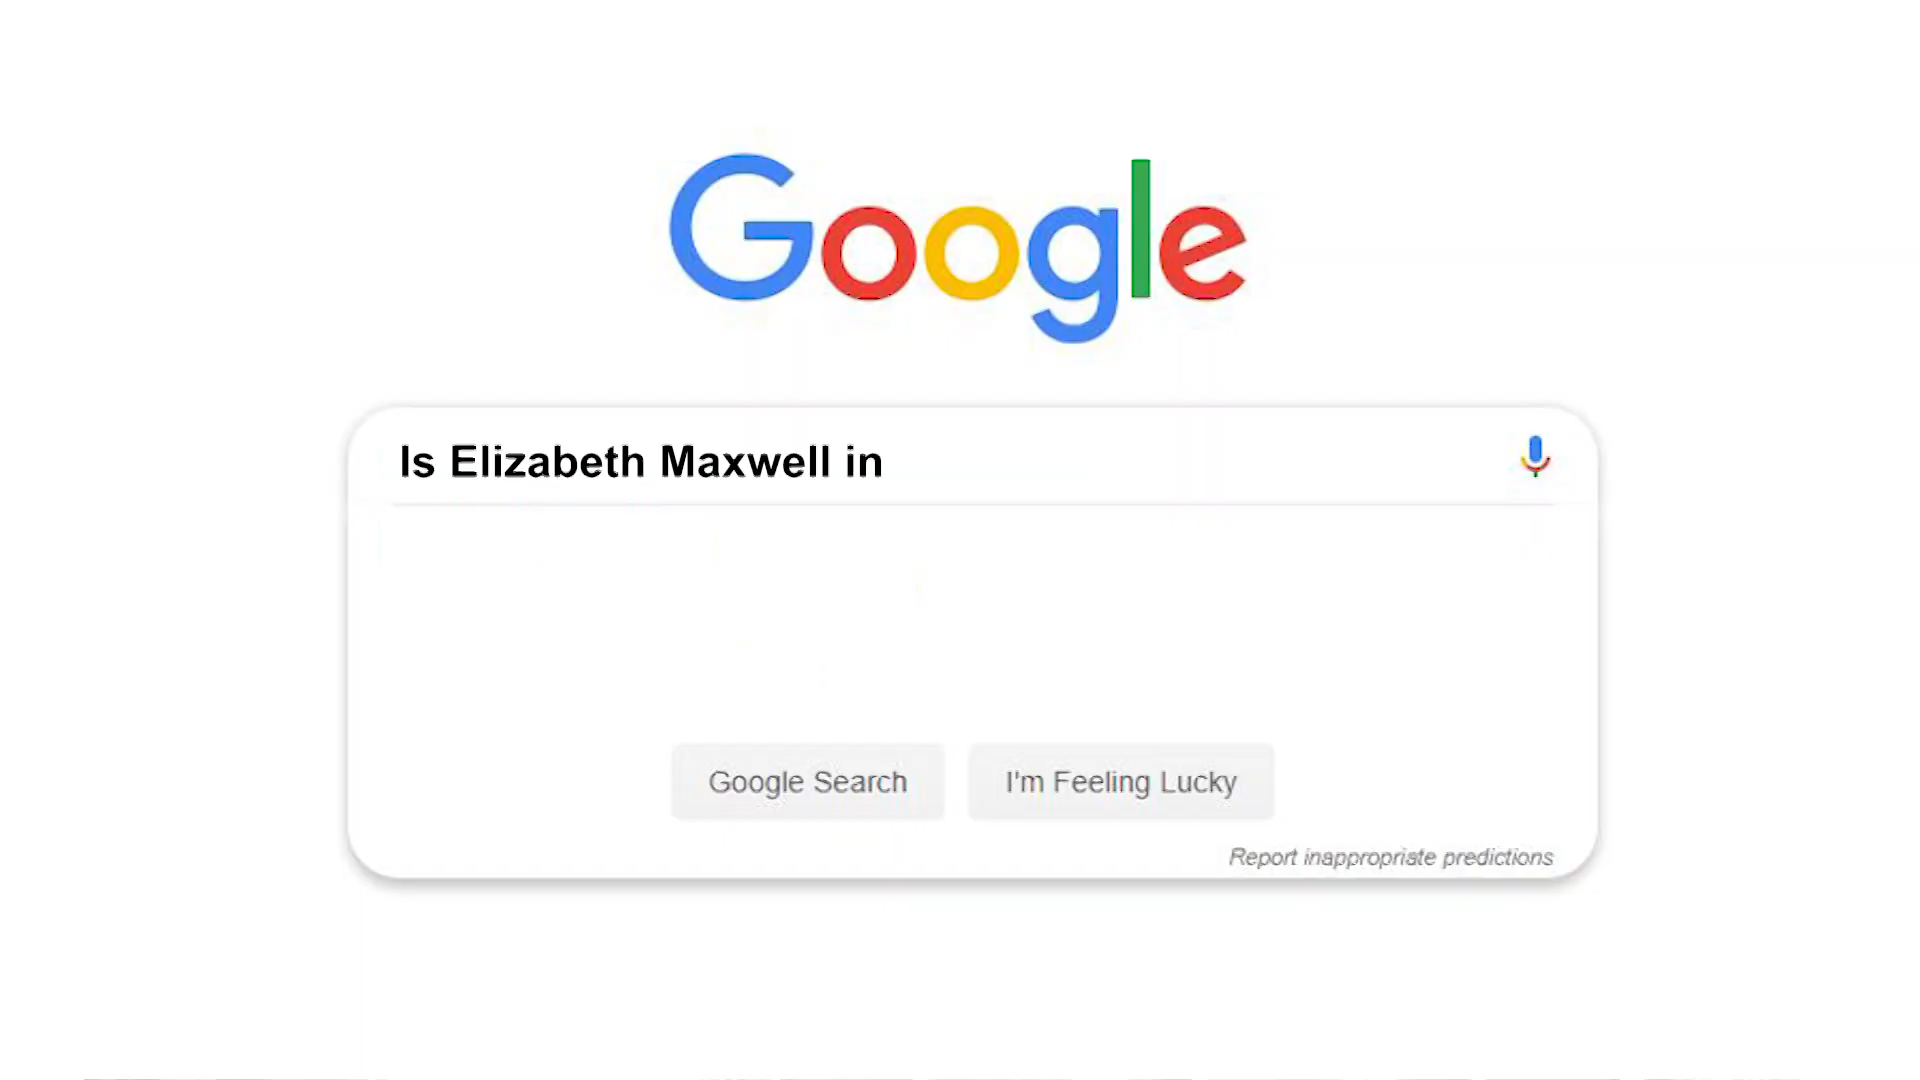 Google
Is Elizabeth Maxwell in
Google Search
I'm Feeling Lucky
Report inappropriate predictions